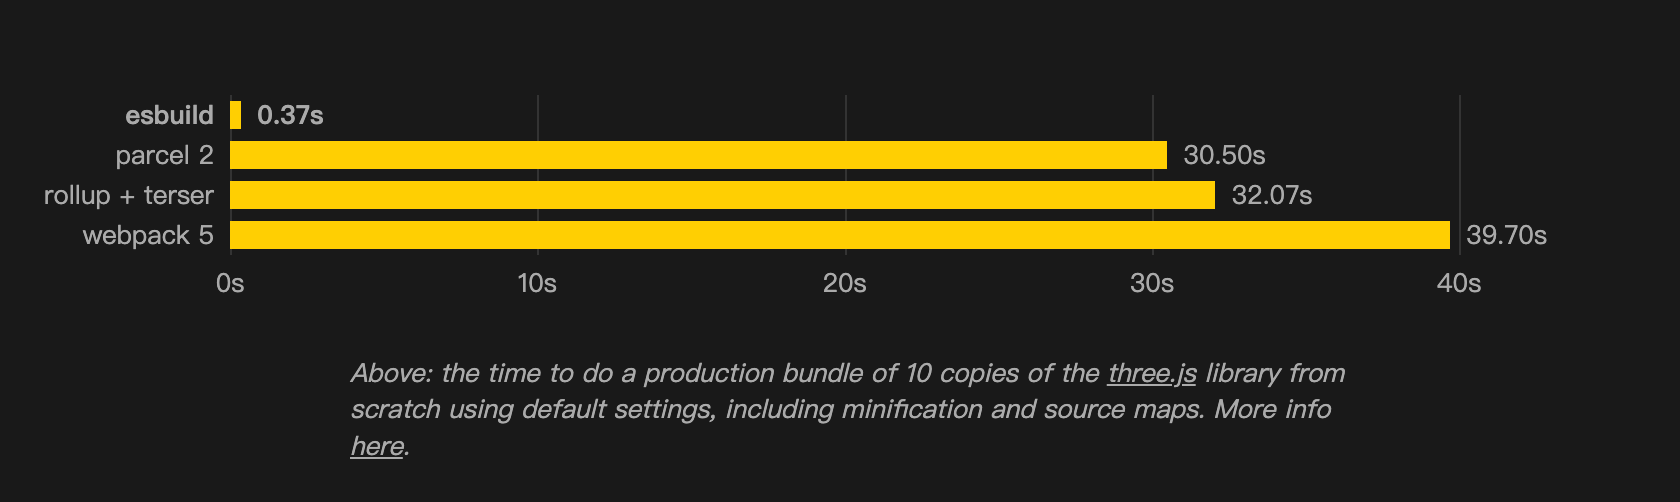 esbuild 0.37s
parcel 2 30.50s
rollup + terser 32.07s
webpack 5 39.70s
0s 10s 20s 30s 40s
Above: the time to do a production bundle of 10 copies of the three.js library from
scratch using default settings, including minification and source maps. More info
here.